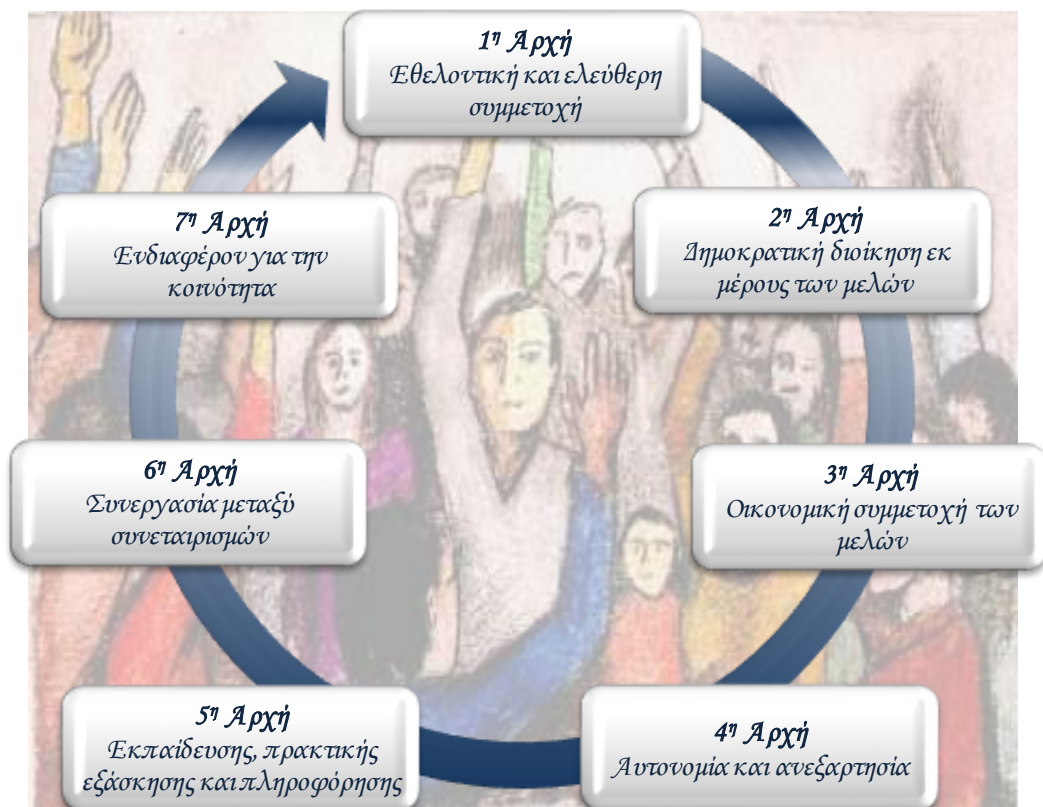 1η Αρχή
Εθελοντική και ελεύθερη
συμμετοχή
2η Αρχή
Δημοκρατική διοίκηση εκ
μέρους των μελών
3η Αρχή
Οικονομική συμμετοχή των
μελών
4η Αρχή
Αυτονομία και ανεξαρτησία
5η Αρχή
Εκπαίδευσης, πρακτικής
εξάσκησης και πληροφόρησης
6η Αρχή
Συνεργασία μεταξύ
συνεταιρισμών
7η Αρχή
Ενδιαφέρον για την
κοινότητα